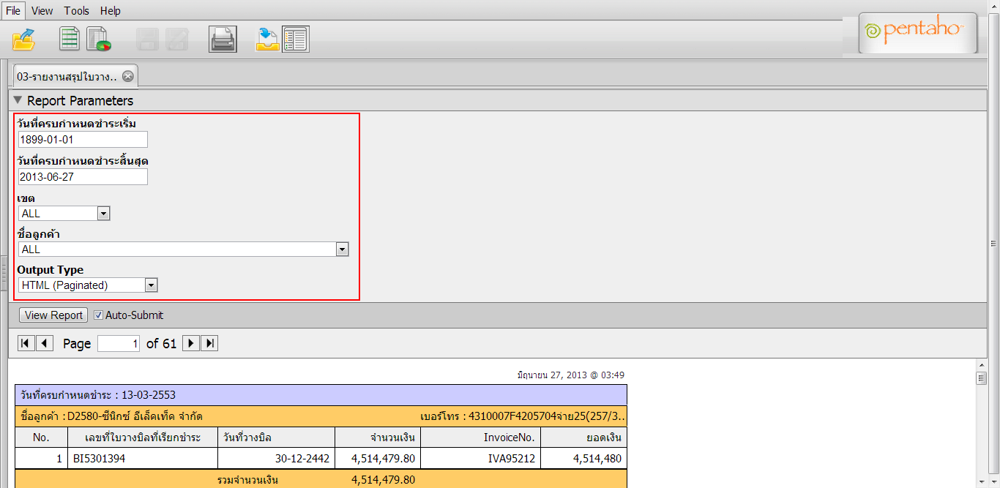 File View Tools Help
pentaho™
03-รายงานสรุปใบวาง..
Report Parameters
วันที่ครบกำหนดชำระเริ่ม
1899-01-01
วันที่ครบกำหนดชำระสิ้นสุด
2013-06-27
เขต
ALL
ชื่อลูกค้า
ALL
Output Type
HTML (Paginated)
View Report Auto-Submit
Page 1 of 61
มิถุนายน 27, 2013 @ 03:49
วันที่ครบกำหนดชำระ : 13-03-2553
ชื่อลูกค้า :D2580-ซีนิกซ์ อีเล็คเท็ค จำกัด เบอร์โทร : 4310007F4205704จ่าย25(257/3..
No. เลขที่ใบวางบิลที่เรียกชำระ วันที่วางบิล จำนวนเงิน InvoiceNo. ยอดเงิน
1 BI5301394 30-12-2442 4,514,479.80 IVA95212 4,514,480
รวมจำนวนเงิน 4,514,479.80